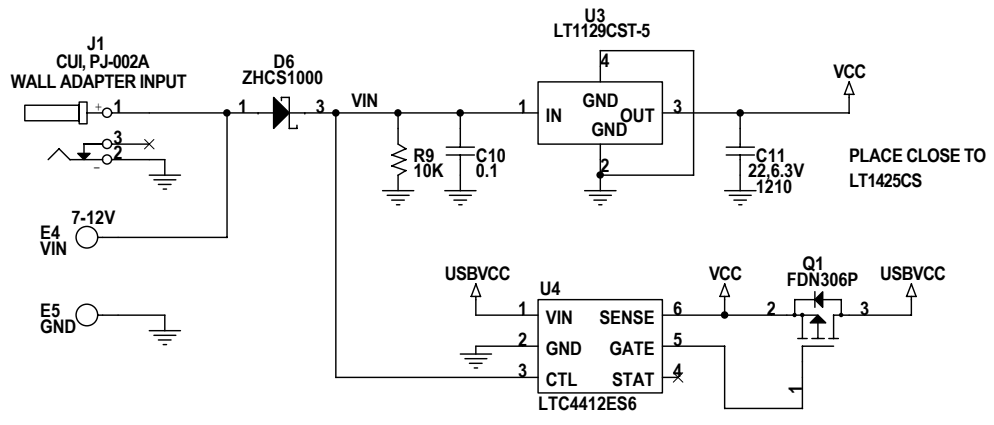 J1
CUI, PJ-002A
WALL ADAPTER INPUT
+
1
3
2
-
D6
ZHCS1000
1
3
VIN
R9
10K
C10
0.1
U3
LT1129CST-5
4
1
IN
GND
OUT
3
GND
2
VCC
C11
22,6.3V
1210
PLACE CLOSE TO
LT1425CS
7-12V
E4
VIN
E5
GND
USBVCC
U4
1
VIN
SENSE
6
2
GND
GATE
5
3
CTL
STAT
4
LTC4412ES6
VCC
Q1
FDN306P
2
3
1
USBVCC